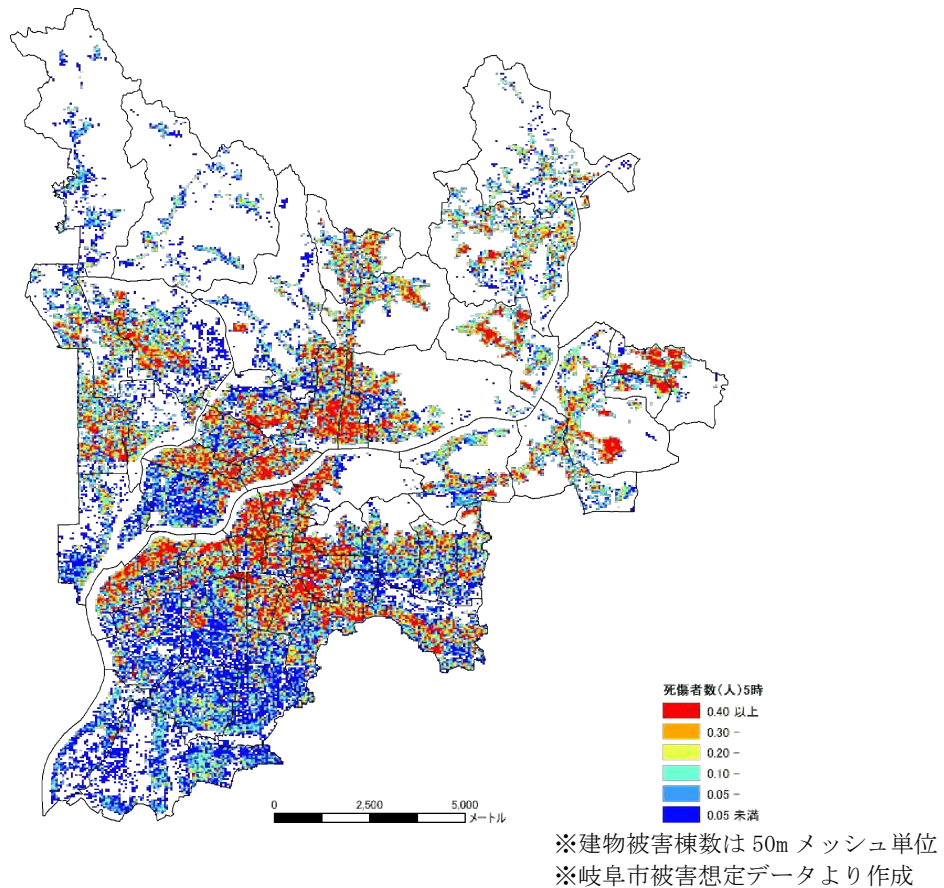 死傷者数(人)5時
0.40 以上
0.30 -
0.20 -
0.10 -
0.05 -
0.05 未満
0 2,500 5,000
メートル
※建物被害棟数は 50m メッシュ単位
※岐阜市被害想定データより作成